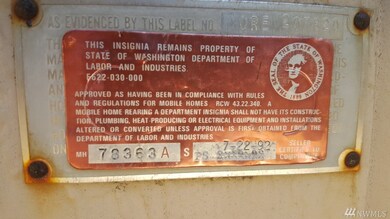 AS EVIDENCED BY THIS LABEL NO.
THIS INSIGNIA REMAINS PROPERTY OF
STATE OF WASHINGTON DEPARTMENT OF
LABOR AND INDUSTRIES
F622-030-000
SEAL OF THE STATE OF WASHINGTON
1889
APPROVED AS HAVING BEEN IN COMPLIANCE WITH RULES
AND REGULATIONS FOR MOBILE HOMES RCW 43.22.340. A
MOBILE HOME BEARING A DEPARTMENT INSIGNIA SHALL NOT HAVE ITS CONSTRUC-
TION, PLUMBING, HEAT PRODUCING OR ELECTRICAL EQUIPMENT AND INSTALLATIONS
ALTERED OR CONVERTED UNLESS APPROVAL IS FIRST OBTAINED FROM THE
DEPARTMENT OF LABOR AND INDUSTRIES
MH 78363A S 7-22-93
NWMLS